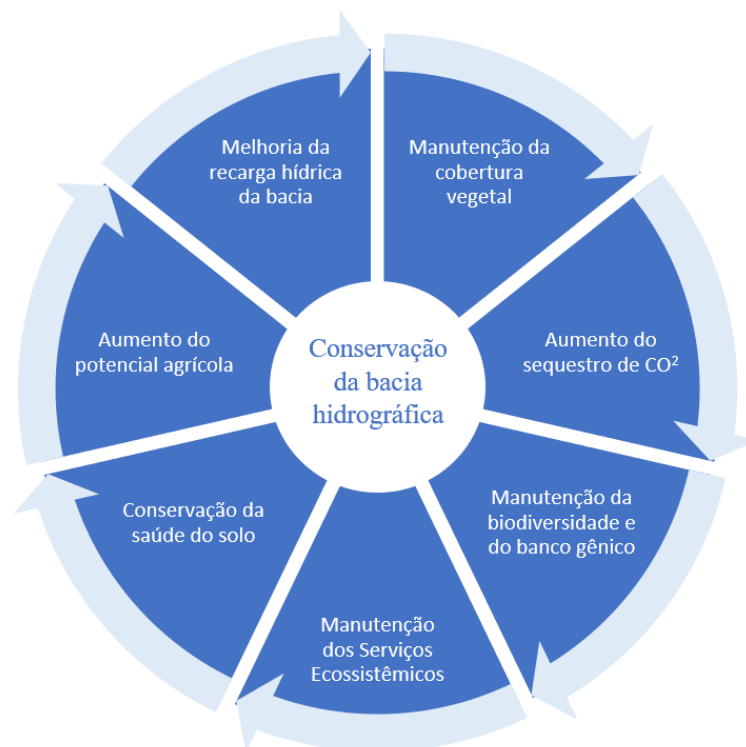 Melhoria da
recarga hídrica
da bacia
Manutenção da
cobertura
vegetal
Aumento do
sequestro de CO²
Manutenção da
biodiversidade e
do banco gênico
Manutenção
dos Serviços
Ecossistêmicos
Conservação da
saúde do solo
Aumento do
potencial agrícola
Conservação
da bacia
hidrográfica